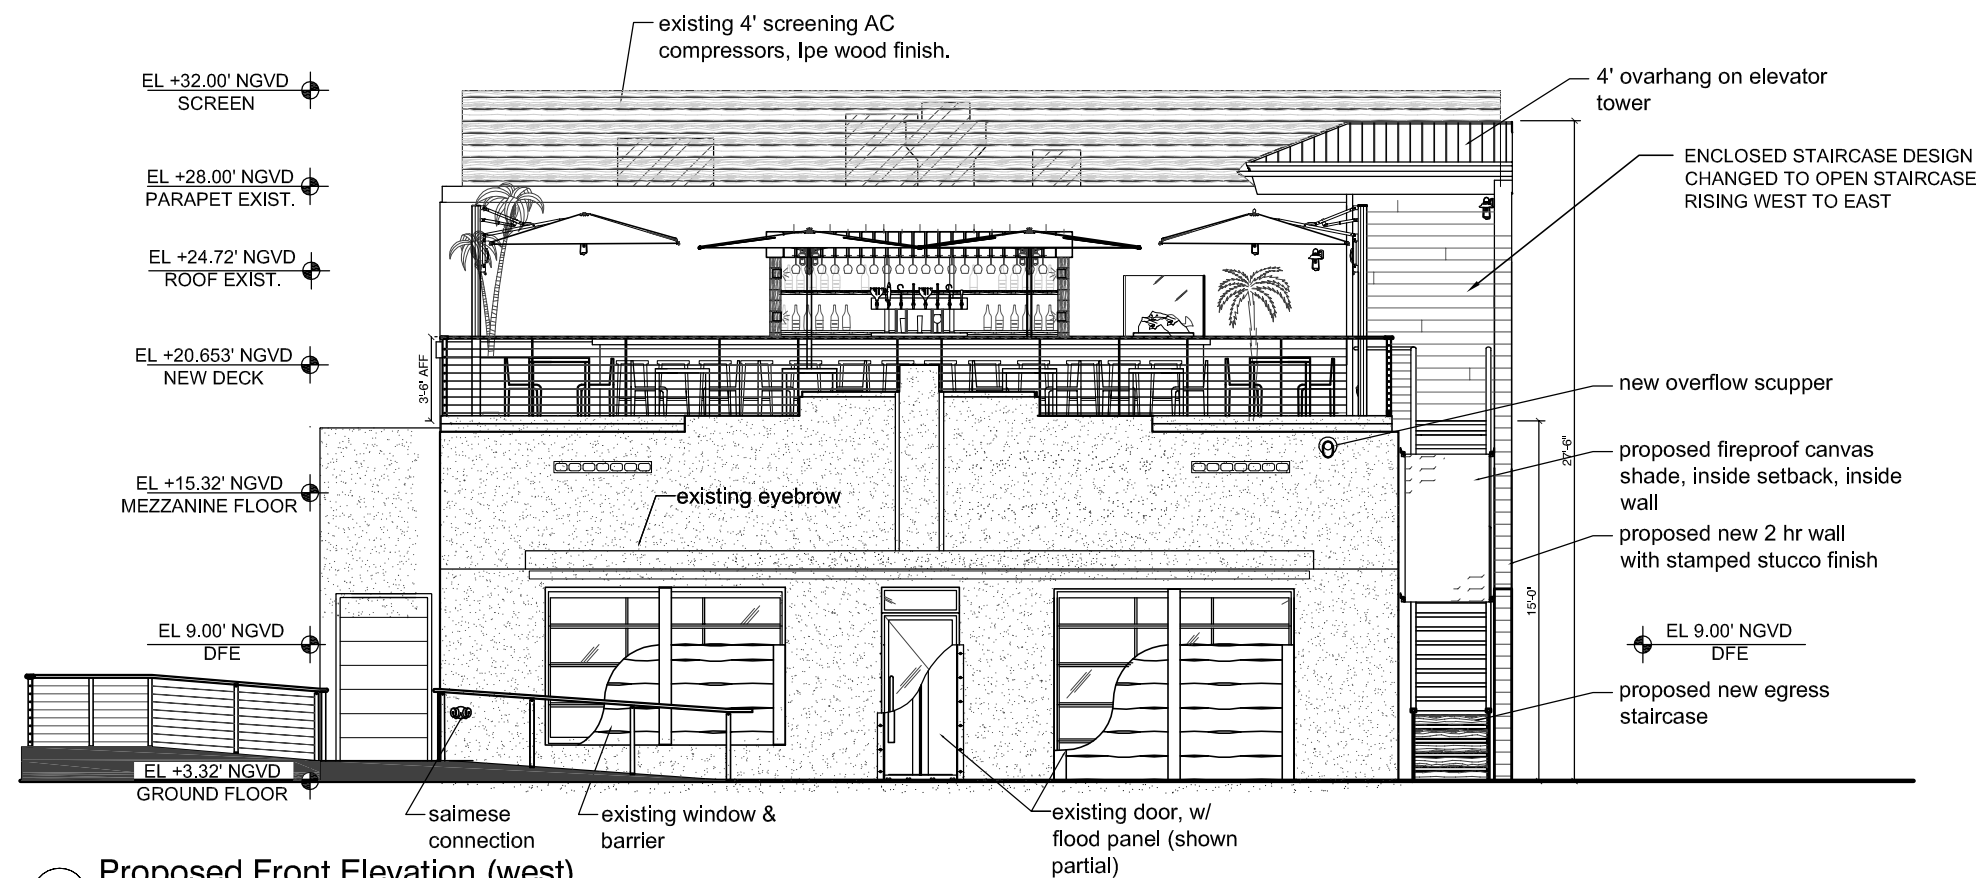 existing 4' screening AC
compressors, Ipe wood finish.
EL +32.00' NGVD
SCREEN
4' ovarhang on elevator
tower
ENCLOSED STAIRCASE DESIGN
CHANGED TO OPEN STAIRCASE
RISING WEST TO EAST
EL +28.00' NGVD
PARAPET EXIST.
EL +24.72' NGVD
ROOF EXIST.
EL +20.653' NGVD
NEW DECK
3'-6" AFF
new overflow scupper
27'-6"
proposed fireproof canvas
shade, inside setback, inside
wall
EL +15.32' NGVD
MEZZANINE FLOOR
existing eyebrow
proposed new 2 hr wall
with stamped stucco finish
15'-0"
EL 9.00' NGVD
DFE
EL 9.00' NGVD
DFE
proposed new egress
staircase
EL +3.32' NGVD
GROUND FLOOR
saimese
connection
existing window &
barrier
existing door, w/
flood panel (shown
partial)
Proposed Front Elevation (west)